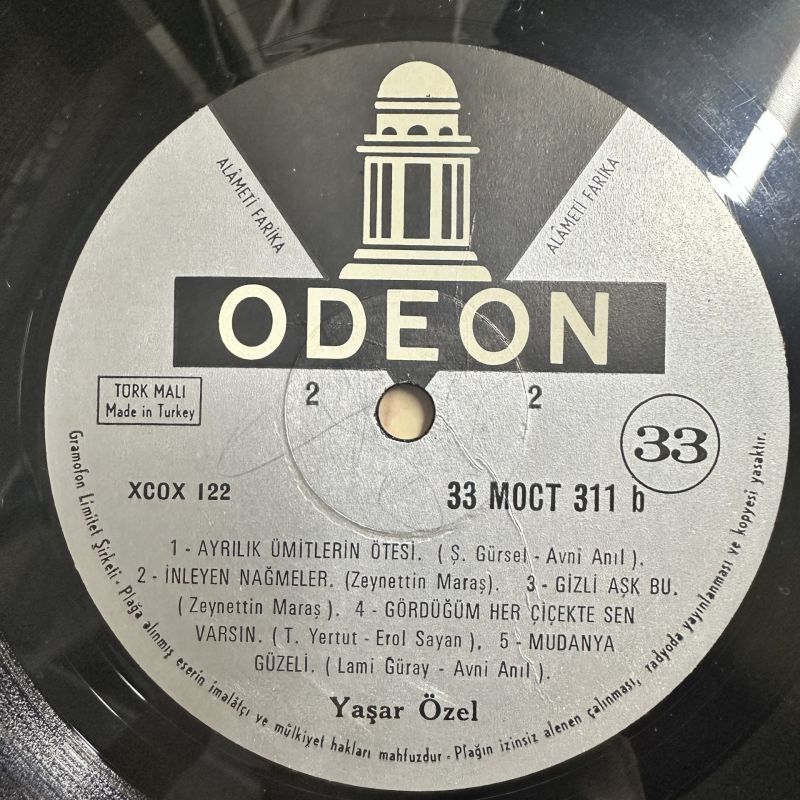 ALÂMETİ FARİKA
ALÂMETİ FARİKA
ODEON
TÜRK MALI
Made in Turkey
2
2
33
XCOX 122
33 MOCT 311 b
1 - AYRILIK ÜMİTLERİN ÖTESİ. ( Ş. Gürsel - Avni Anıl ).
2 - İNLEYEN NAĞMELER. (Zeynettin Maraş). 3 - GİZLİ AŞK BU.
( Zeynettin Maraş ). 4 - GÖRDÜĞÜM HER ÇİÇEKTE SEN
VARSIN. ( T. Yertut - Erol Sayan ), 5 - MUDANYA
GÜZELİ. ( Lami Güray - Avni Anıl ).
Yaşar Özel
Gramofon Limitet Şirketi - Plağa alınmış eserin imalâtçı ve mülkiyet hakları mahfuzdur - Plağın izinsiz alenen çalınması, radyoda yayınlanması ve kopyesi yasaktır.